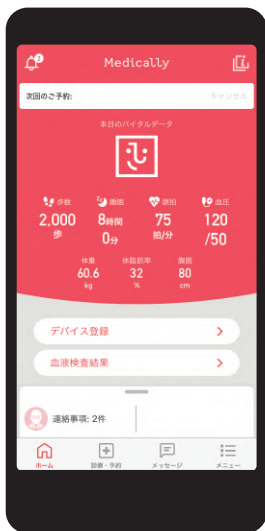 2
Medically
次回のご予約:
キャンセル
本日のバイタルデータ
歩数 睡眠 脈拍 血圧
2,000 8時間 75 120
歩 0分 拍/分 /50
体重 体脂肪率 腹囲
60.6 32 80
kg % cm
デバイス登録
血液検査結果
連絡事項: 2件
ホーム 診療・予約 メッセージ メニュー